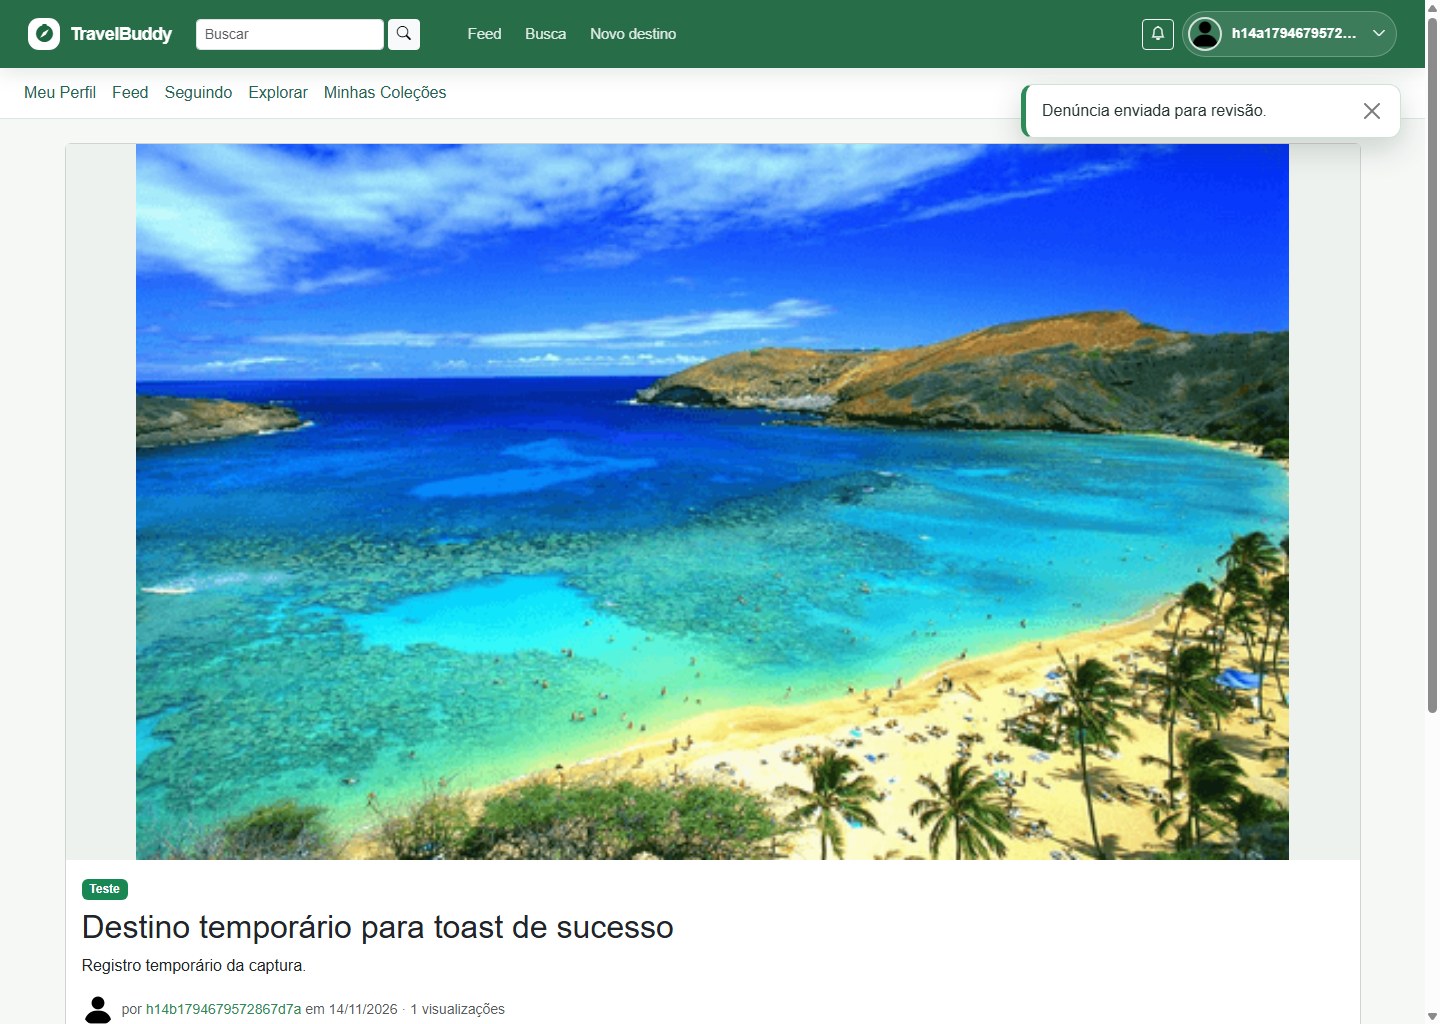 TravelBuddy
Buscar
Feed
Busca
Novo destino
h14a1794679572...
Meu Perfil
Feed
Seguindo
Explorar
Minhas Coleções
Denúncia enviada para revisão.
Teste
Destino temporário para toast de sucesso
Registro temporário da captura.
por h14b1794679572867d7a em 14/11/2026 · 1 visualizações